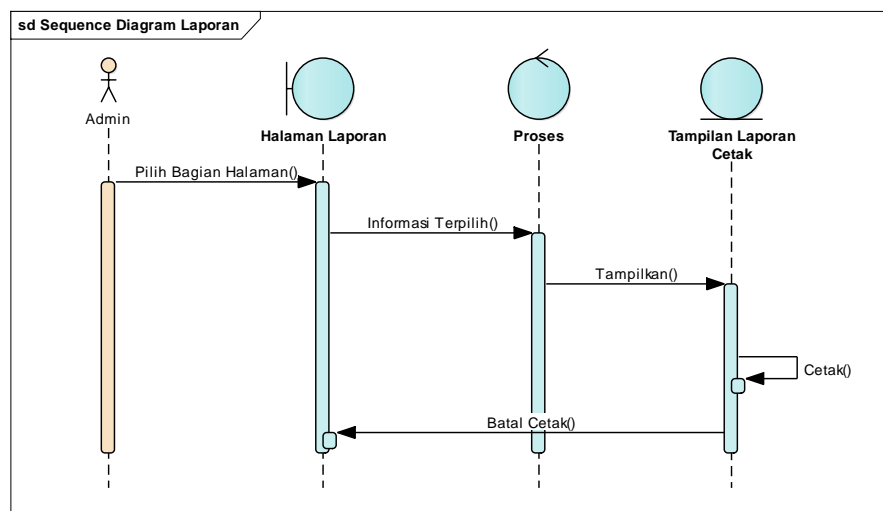 sd Sequence Diagram Laporan
Admin
Halaman Laporan
Proses
Tampilan Laporan
Cetak
Pilih Bagian Halaman()
Informasi Terpilih()
Tampilkan()
Cetak()
Batal Cetak()